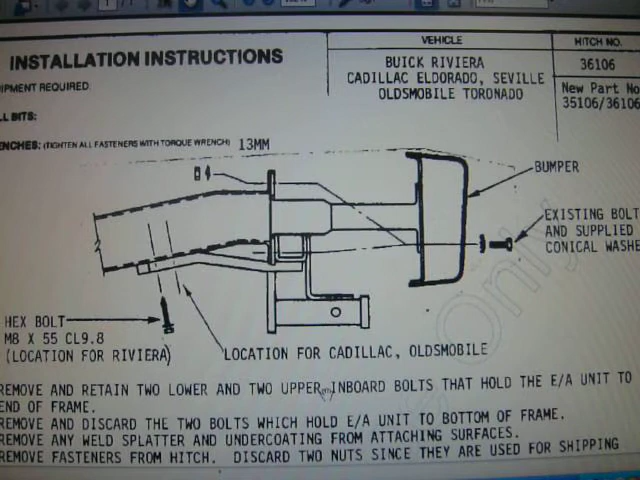 INSTALLATION INSTRUCTIONS
VEHICLE
HITCH NO.
BUICK RIVIERA
CADILLAC ELDORADO, SEVILLE
OLDSMOBILE TORONADO
36106
New Part No
35106/36106
IPMENT REQUIRED:
LL BITS:
ENCHES: (TIGHTEN ALL FASTENERS WITH TORQUE WRENCH) 13MM
BUMPER
EXISTING BOLT
AND SUPPLIED
CONICAL WASHE
HEX BOLT
M8 X 55 CL9.8
(LOCATION FOR RIVIERA)
LOCATION FOR CADILLAC, OLDSMOBILE
Only
REMOVE AND RETAIN TWO LOWER AND TWO UPPER INBOARD BOLTS THAT HOLD THE E/A UNIT TO
END OF FRAME.
REMOVE AND DISCARD THE TWO BOLTS WHICH HOLD E/A UNIT TO BOTTOM OF FRAME.
REMOVE ANY WELD SPLATTER AND UNDERCOATING FROM ATTACHING SURFACES.
REMOVE FASTENERS FROM HITCH. DISCARD TWO NUTS SINCE THEY ARE USED FOR SHIPPING